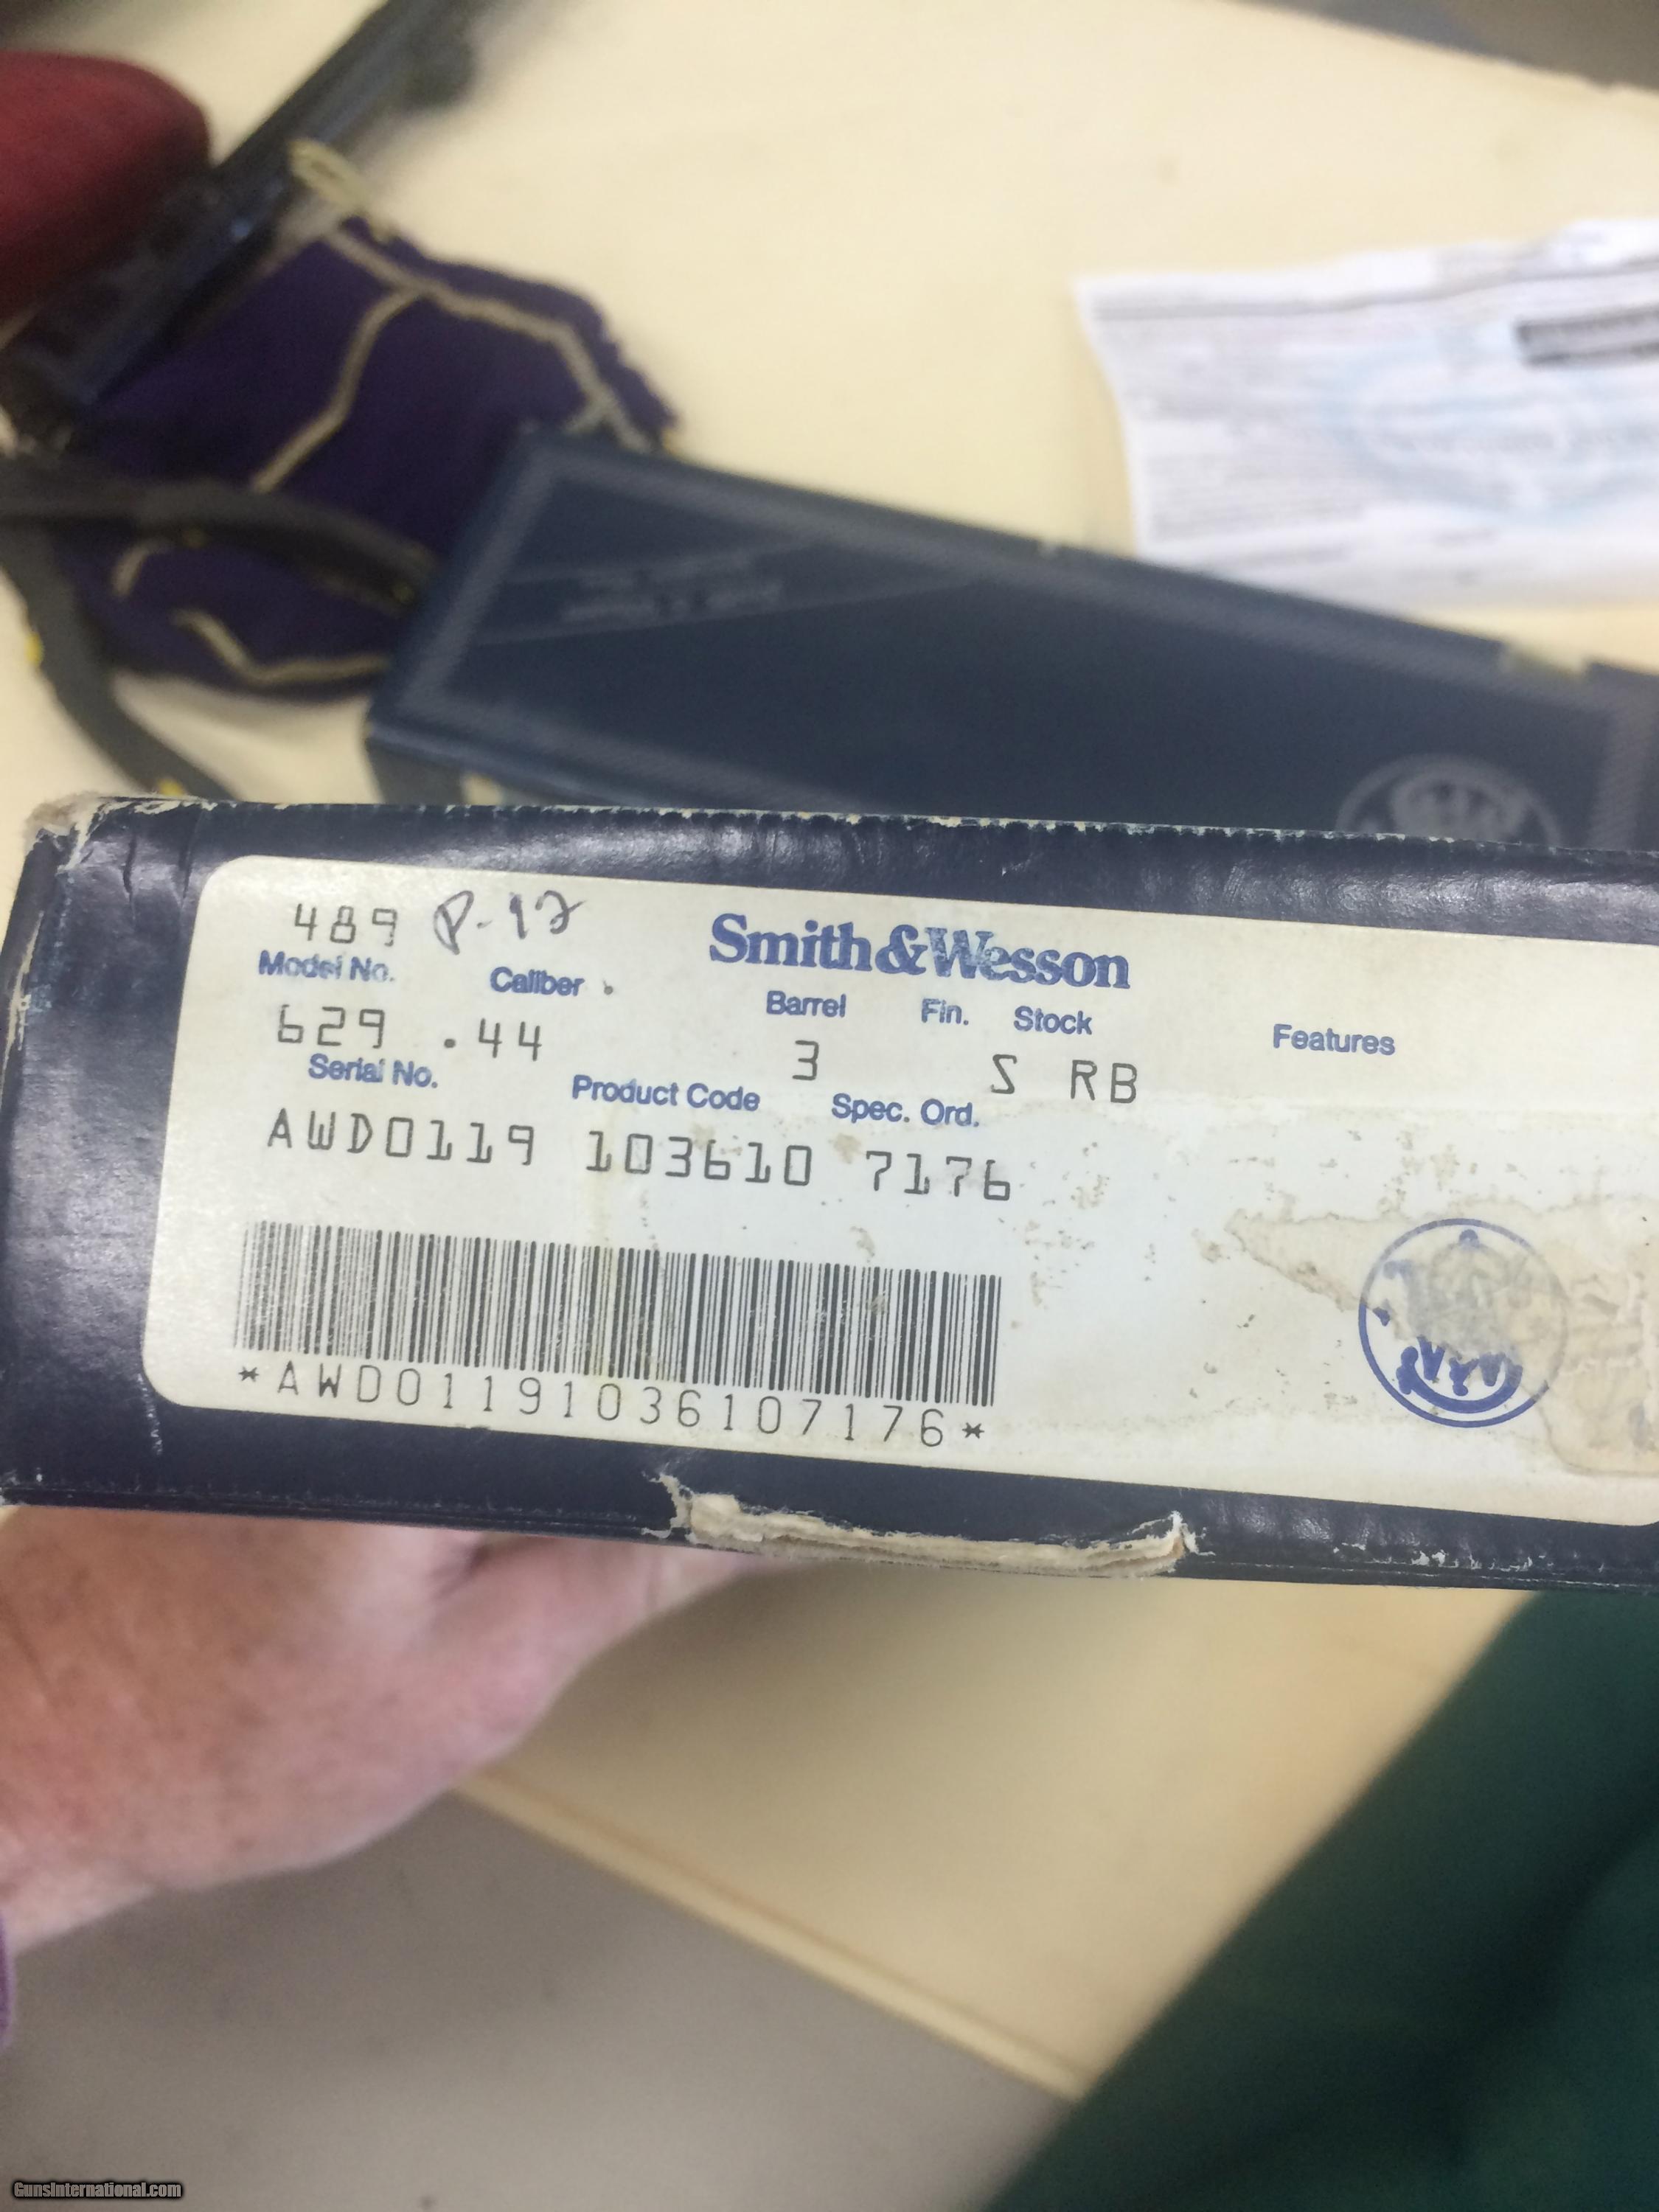 489 P-12
Smith&Wesson
Model No. Caliber Barrel Fin. Stock Features
629 .44 3 S RB
Serial No. Product Code Spec. Ord.
AWD0119 103610 7176
*AWD01191036107176*
GunsInternational.com